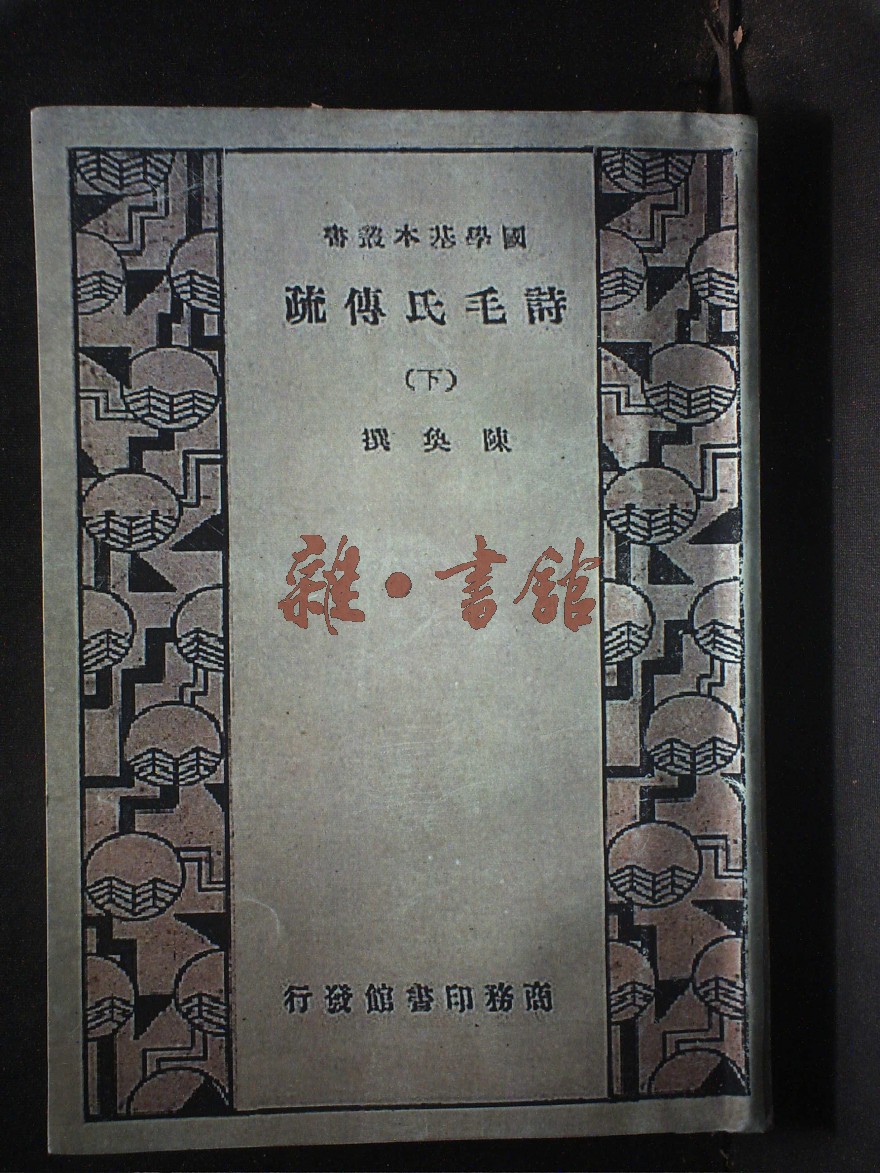 國學基本叢書
詩毛氏傳疏
（下）
陳奐撰
雜·書館
商務印書館發行